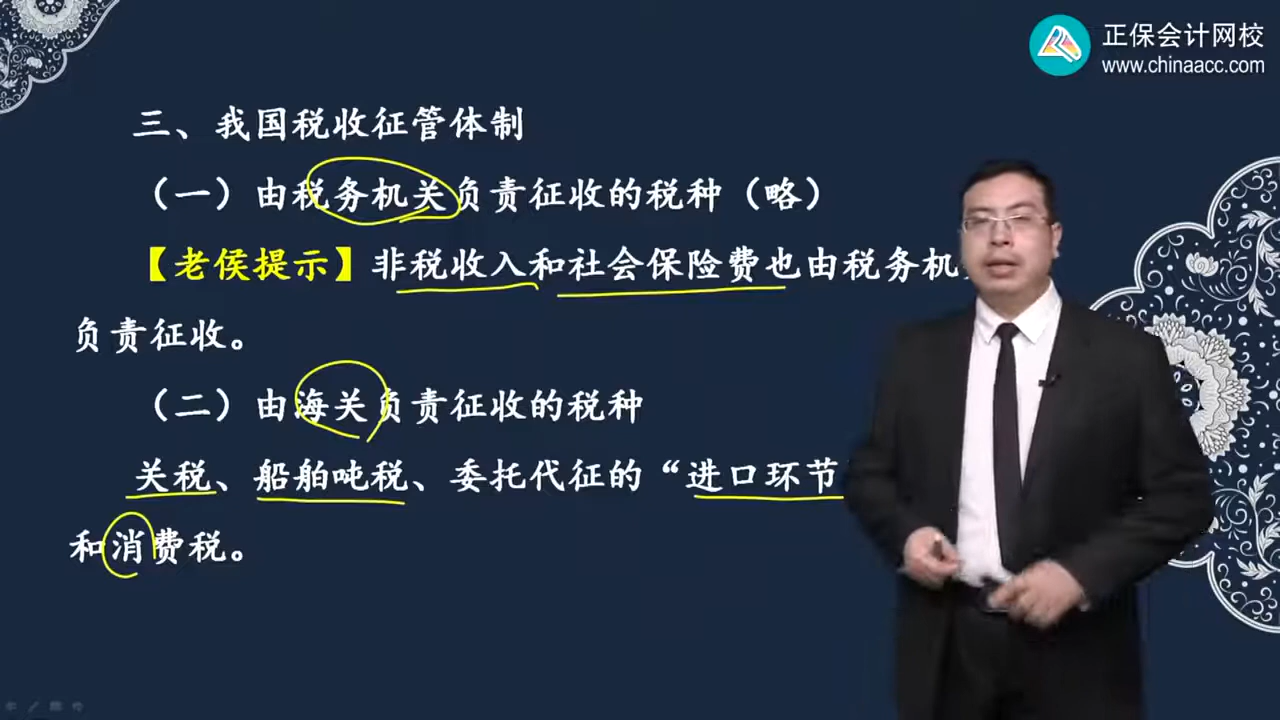 正保会计网校
www.chinaacc.com
三、我国税收征管体制
（一）由税务机关负责征收的税种（略）
【老侯提示】非税收入和社会保险费也由税务机
负责征收。
（二）由海关负责征收的税种
关税、船舶吨税、委托代征的“进口环节
和消费税。